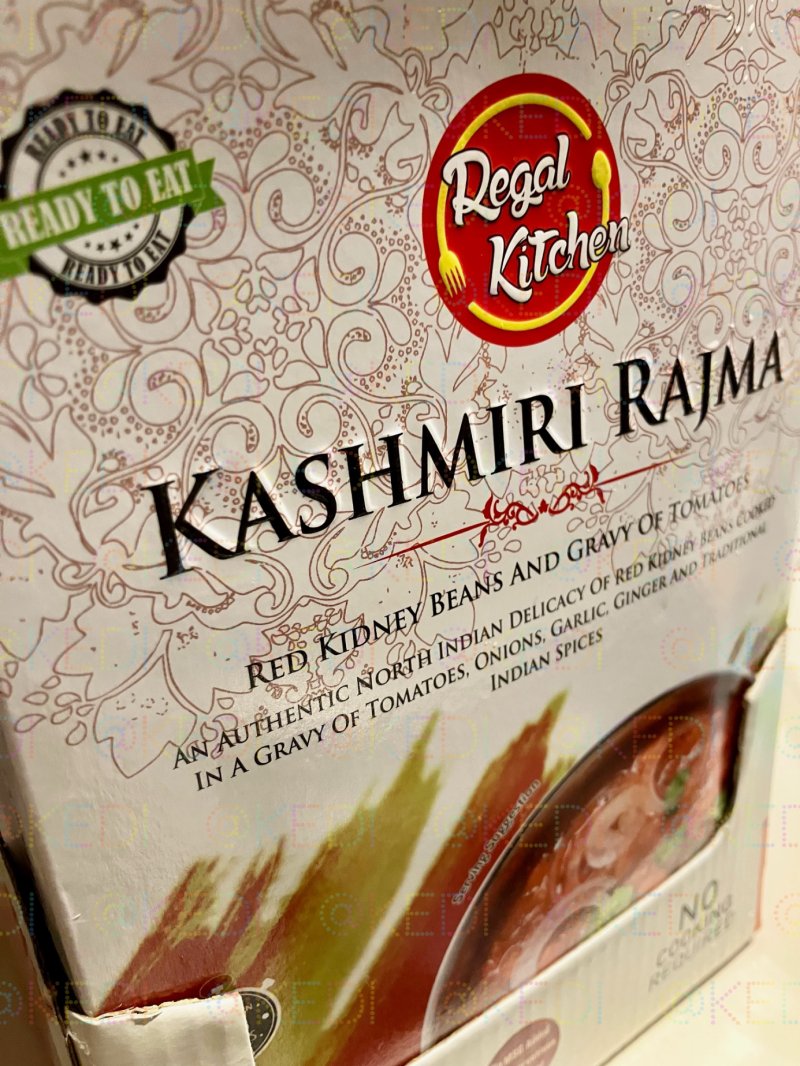 READY TO EAT
READY TO EAT
READY TO EAT
Regal
Kitchen
KASHMIRI RAJMA
RED KIDNEY BEANS AND GRAVY OF TOMATOES
AN AUTHENTIC NORTH INDIAN DELICACY OF RED KIDNEY BEANS COOKED
IN A GRAVY OF TOMATOES, ONIONS, GARLIC, GINGER AND TRADITIONAL
INDIAN SPICES
Serving Suggestion
NO
COOKING
REQUIRED
@KEDI